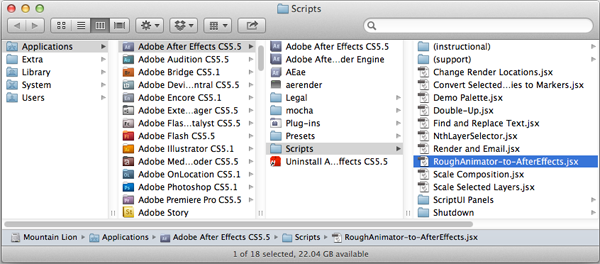 Scripts
Applications
Extra
Library
System
Users
Adobe After Effects CS5.5
Adobe Audition CS5.5
Adobe Bridge CS5.1
Adobe Devi...ntral CS5.5
Adobe Encore CS5.1
Adobe Exte...ager CS5.5
Adobe Flas...talyst CS5.5
Adobe Flash CS5.5
Adobe Illustrator CS5.1
Adobe Med...oder CS5.5
Adobe OnLocation CS5.1
Adobe Photoshop CS5.1
Adobe Premiere Pro CS5.5
Adobe Story
Adobe After Effects CS5.5
Adobe Afte...der Engine
AEae
aerender
Legal
mocha
Plug-ins
Presets
Scripts
Uninstall A...ffects CS5.5
(instructional)
(support)
Change Render Locations.jsx
Convert Selected...ies to Markers.jsx
Demo Palette.jsx
Double-Up.jsx
Find and Replace Text.jsx
NthLayerSelector.jsx
Render and Email.jsx
RoughAnimator-to-AfterEffects.jsx
Scale Composition.jsx
Scale Selected Layers.jsx
ScriptUI Panels
Shutdown
Mountain Lion Applications Adobe After Effects CS5.5 Scripts RoughAnimator-to-AfterEffects.jsx
1 of 18 selected, 22.04 GB available